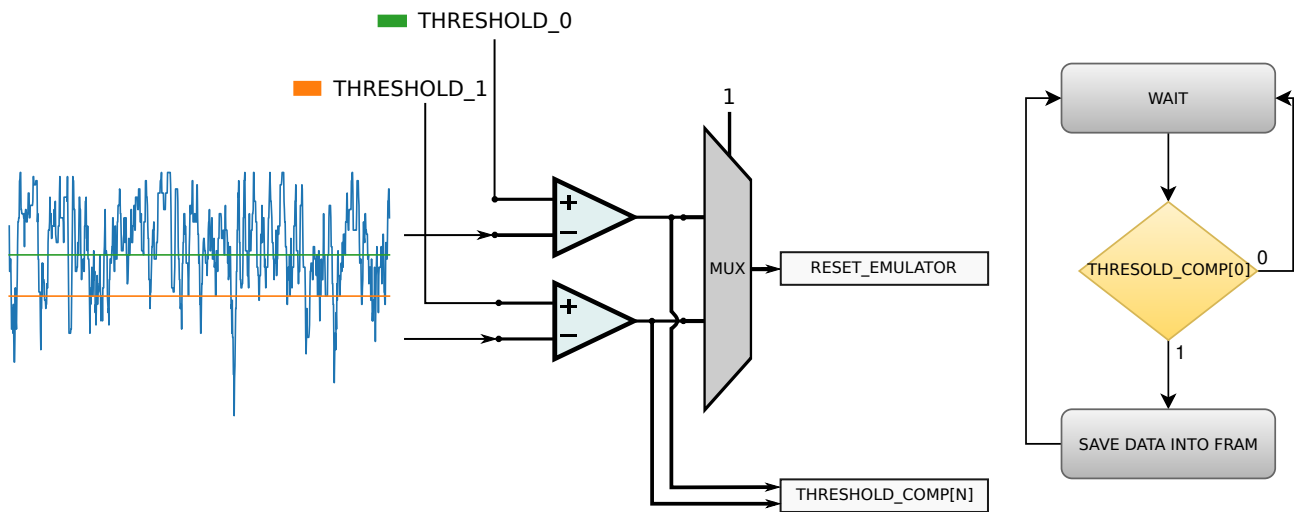 THRESHOLD_0
THRESHOLD_1
1
+
−
+
−
MUX
RESET_EMULATOR
THRESHOLD_COMP[N]
WAIT
THRESOLD_COMP[0]
0
1
SAVE DATA INTO FRAM